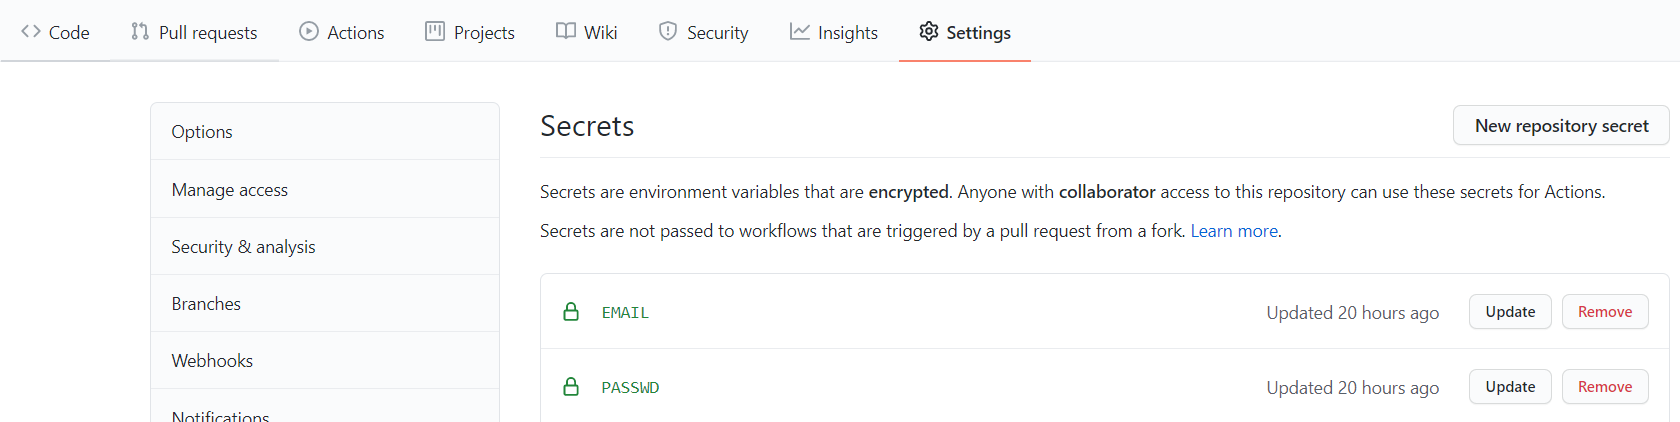 Code Pull requests Actions Projects Wiki Security Insights Settings
Options
Manage access
Security & analysis
Branches
Webhooks
Notifications
Secrets
New repository secret
Secrets are environment variables that are encrypted. Anyone with collaborator access to this repository can use these secrets for Actions.
Secrets are not passed to workflows that are triggered by a pull request from a fork. Learn more.
EMAIL Updated 20 hours ago Update Remove
PASSWD Updated 20 hours ago Update Remove